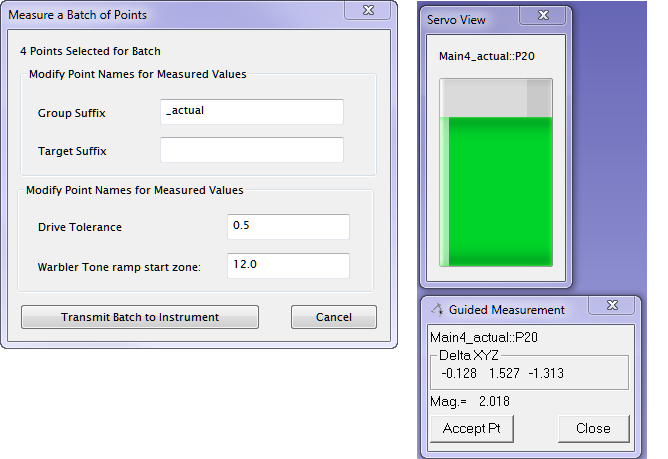 Measure a Batch of Points
4 Points Selected for Batch
Modify Point Names for Measured Values
Group Suffix
_actual
Target Suffix
Modify Point Names for Measured Values
Drive Tolerance
0.5
Warbler Tone ramp start zone:
12.0
Transmit Batch to Instrument
Cancel
Servo View
Main4_actual::P20
Guided Measurement
Main4_actual::P20
Delta XYZ
-0.128 1.527 -1.313
Mag.= 2.018
Accept Pt
Close